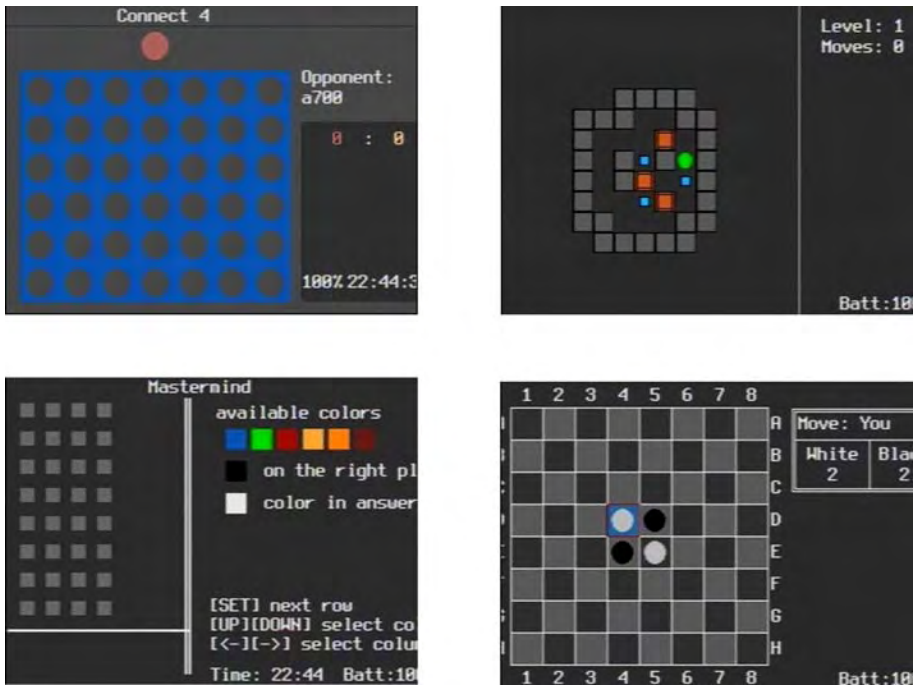 Connect 4
Opponent:
a700
0 : 0
100% 22:44:3
Level: 1
Moves: 0
Batt:10
Mastermind
available colors
on the right pl
color in answer
[SET] next row
[UP][DOWN] select co
[<-][->] select colu
Time: 22:44 Batt:10
1 2 3 4 5 6 7 8
A
B
C
D
E
F
G
H
1 2 3 4 5 6 7 8
Move: You
White Bla
2 2
Batt:10